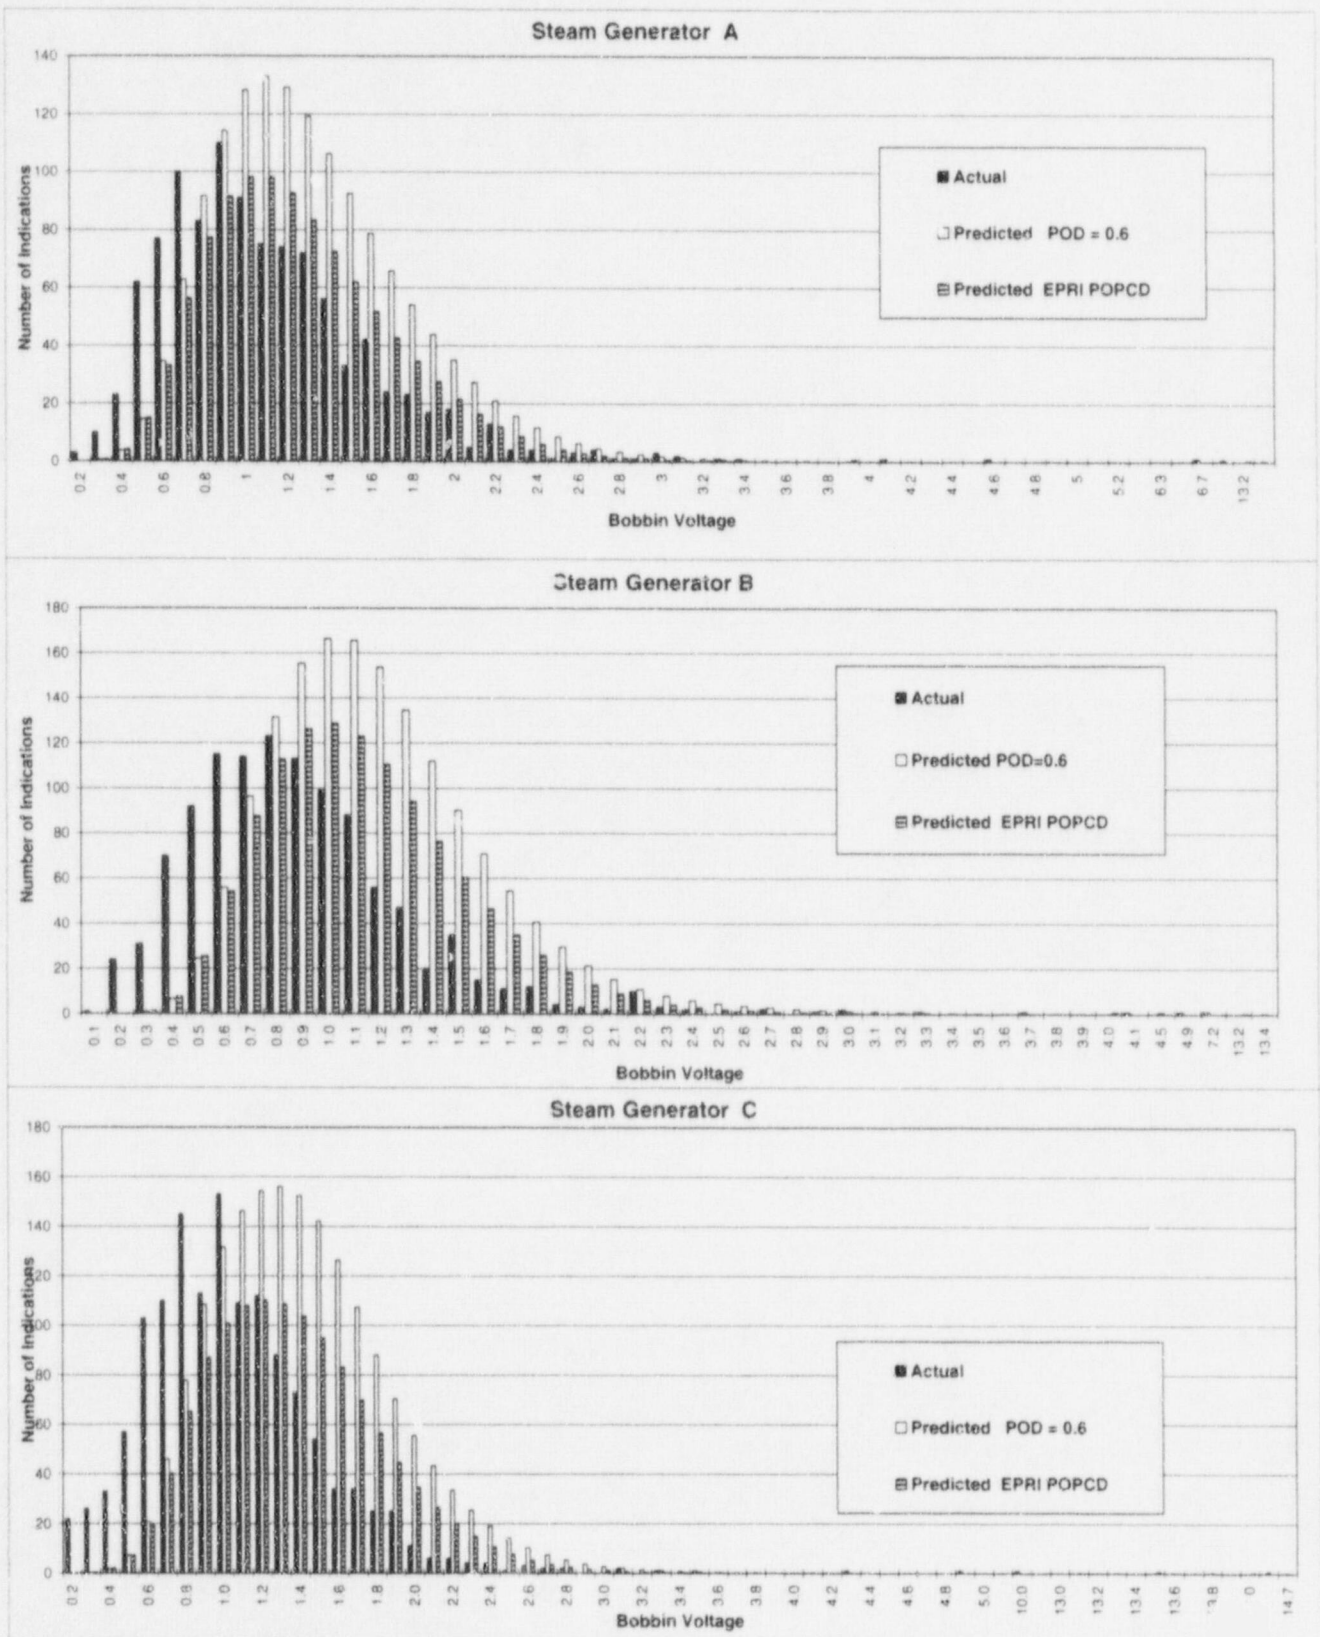 Steam Generator A
140
120
100
80
60
40
20
0
Number of Indications
Actual
Predicted POD = 0.6
Predicted EPRI POPCD
0.2 0.4 0.6 0.8 1 1.2 1.4 1.6 1.8 2 2.2 2.4 2.6 2.8 3 3.2 3.4 3.6 3.8 4 4.2 4.4 4.6 4.8 5 5.2 6.3 6.7 13.2
Bobbin Voltage
Steam Generator B
180
160
140
120
100
80
60
40
20
0
Number of Indications
Actual
Predicted POD=0.6
Predicted EPRI POPCD
0.1 0.2 0.3 0.4 0.5 0.6 0.7 0.8 0.9 1.0 1.1 1.2 1.3 1.4 1.5 1.6 1.7 1.8 1.9 2.0 2.1 2.2 2.3 2.4 2.5 2.6 2.7 2.8 2.9 3.0 3.1 3.2 3.3 3.4 3.5 3.7 3.8 3.9 4.0 4.1 4.5 4.9 7.2 13.2 13.4
Bobbin Voltage
Steam Generator C
180
160
140
120
100
80
60
40
20
0
Number of Indications
Actual
Predicted POD = 0.6
Predicted EPRI POPCD
0.2 0.4 0.6 0.8 1.0 1.2 1.4 1.6 1.8 2.0 2.2 2.4 2.6 2.8 3.0 3.2 3.4 3.6 3.8 4.0 4.2 4.4 4.6 4.8 5.0 10.0 13.0 13.2 13.4 13.6 13.8 0 14.7
Bobbin Voltage